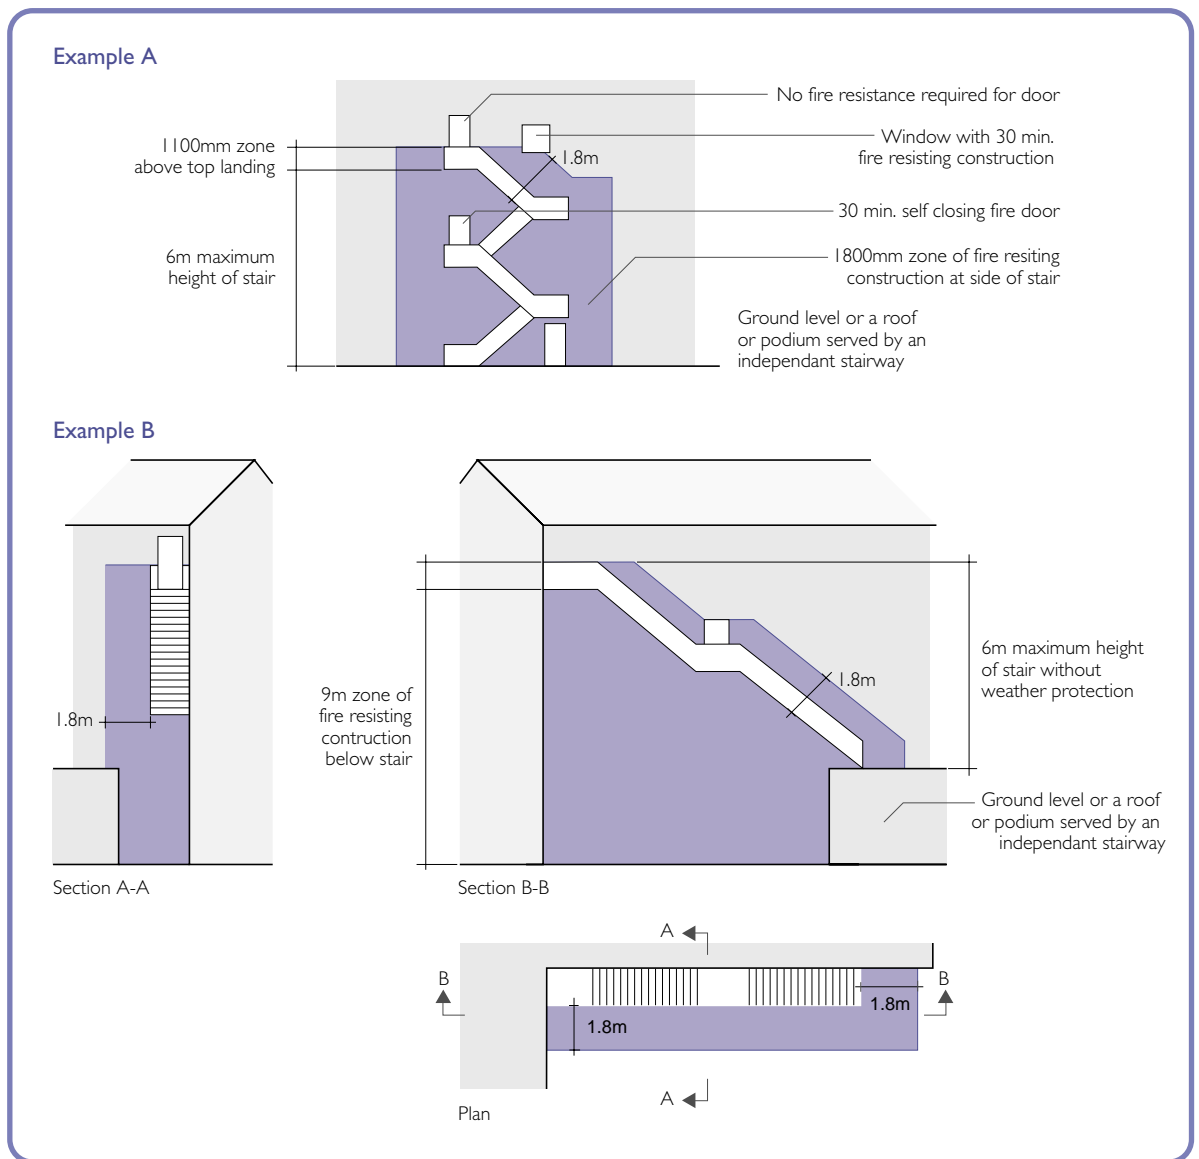 Example A
No fire resistance required for door
1100mm zone
above top landing
Window with 30 min.
fire resisting construction
1.8m
30 min. self closing fire door
6m maximum
height of stair
1800mm zone of fire resiting
construction at side of stair
Ground level or a roof
or podium served by an
independant stairway
Example B
1.8m
Section A-A
9m zone of
fire resisting
contruction
below stair
1.8m
6m maximum height
of stair without
weather protection
Ground level or a roof
or podium served by an
independant stairway
Section B-B
A
B
B
1.8m
1.8m
A
Plan